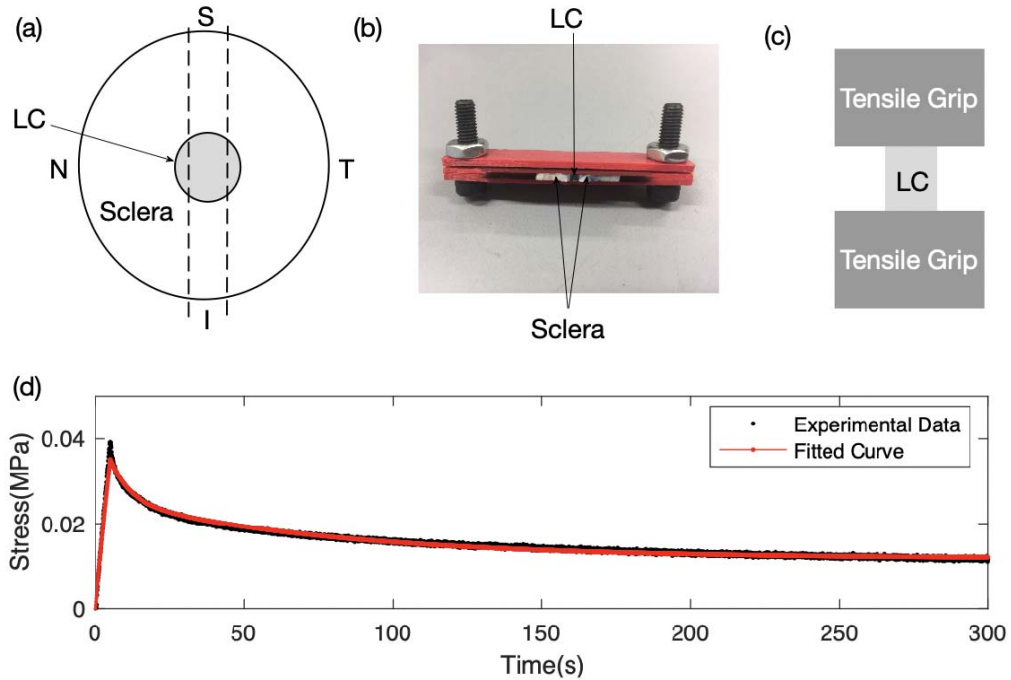 (a)
S
LC
N
T
Sclera
I
(b)
LC
Sclera
(c)
Tensile Grip
LC
Tensile Grip
(d)
Stress(MPa)
0.04
0.02
0
0
50
100
150
200
250
300
Time(s)
Experimental Data
Fitted Curve